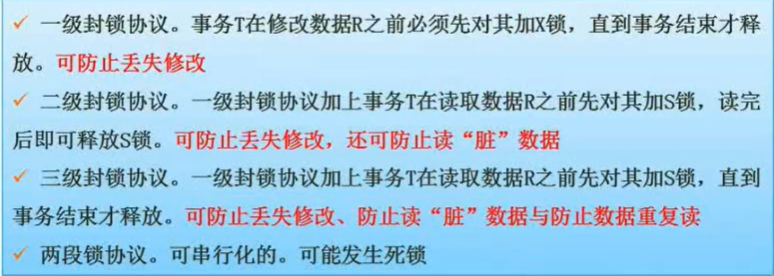 ✓ 一级封锁协议。事务T在修改数据R之前必须先对其加X锁，直到事务结束才释
放。可防止丢失修改
✓ 二级封锁协议。一级封锁协议加上事务T在读取数据R之前先对其加S锁，读完
后即可释放S锁。可防止丢失修改，还可防止读“脏”数据
✓ 三级封锁协议。一级封锁协议加上事务T在读取数据R之前先对其加S锁，直到
事务结束才释放。可防止丢失修改、防止读“脏”数据与防止数据重复读
✓ 两段锁协议。可串行化的。可能发生死锁